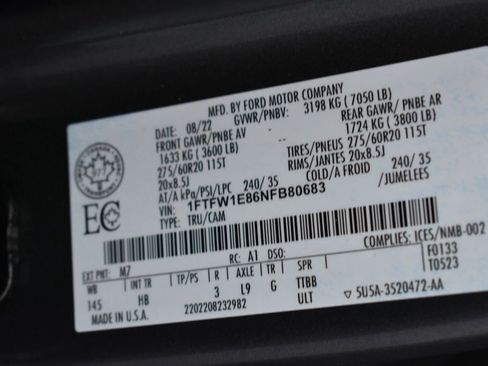 MFD. BY FORD MOTOR COMPANY
08/22 GVWR/PNBV: 3198 KG (7050 LB)
FRONT GAWR/PNBE AV REAR GAWR/ PNBE AR
1633 KG (3600 LB) 1724 KG (3800 LB)
275/60R20 115T TIRES/PNEUS 275/60R20 115T
20x8.5J RIMS/JANTES 20x8.5J
AT/A kPa/PSI/LPC 240/ 35 COLD/A FROID 240/ 35
VIN: 1FTFW1E86NFB80683 /JUMELEES
TYPE: TRU/CAM
EC
COMPLIES: ICES/NMB-002
EXT PNT: M7 RC: A1 DSO: F0133
WB INT TR TP/PS R AXLE TR SPR T0523
145 HB 3 L9 G TTBB
MADE IN U.S.A. 2202208232982 ULT ▽ 5U5A-3520472-AA